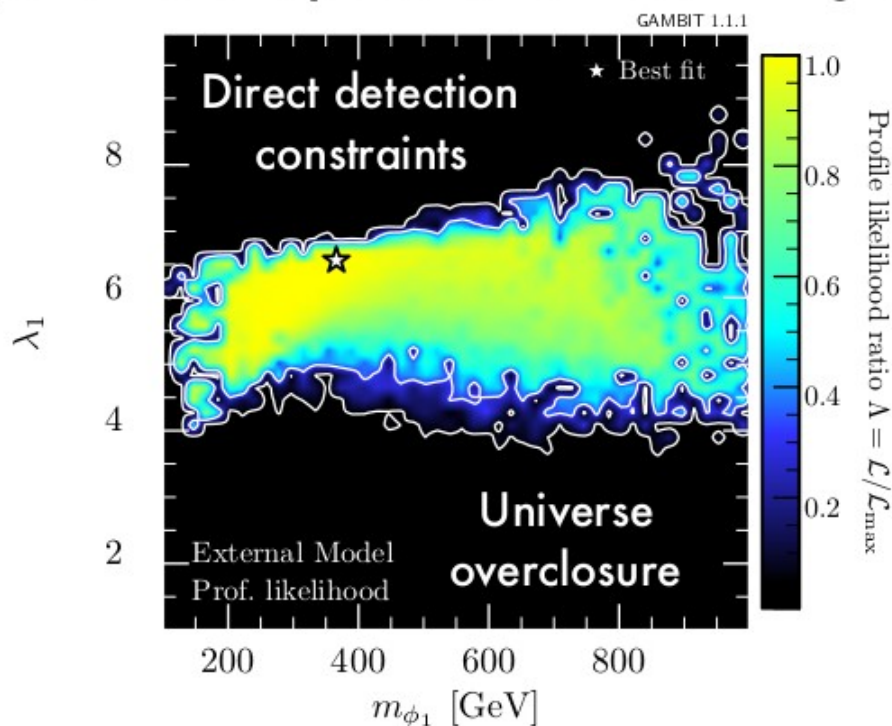 GAMBIT 1.1.1
★ Best fit
Direct detection
constraints
Universe
overclosure
External Model
Prof. likelihood
8
6
4
2
λ₁
200 400 600 800
m_ϕ₁ [GeV]
1.0
0.8
0.6
0.4
0.2
Profile likelihood ratio Λ = ℒ/ℒ_max